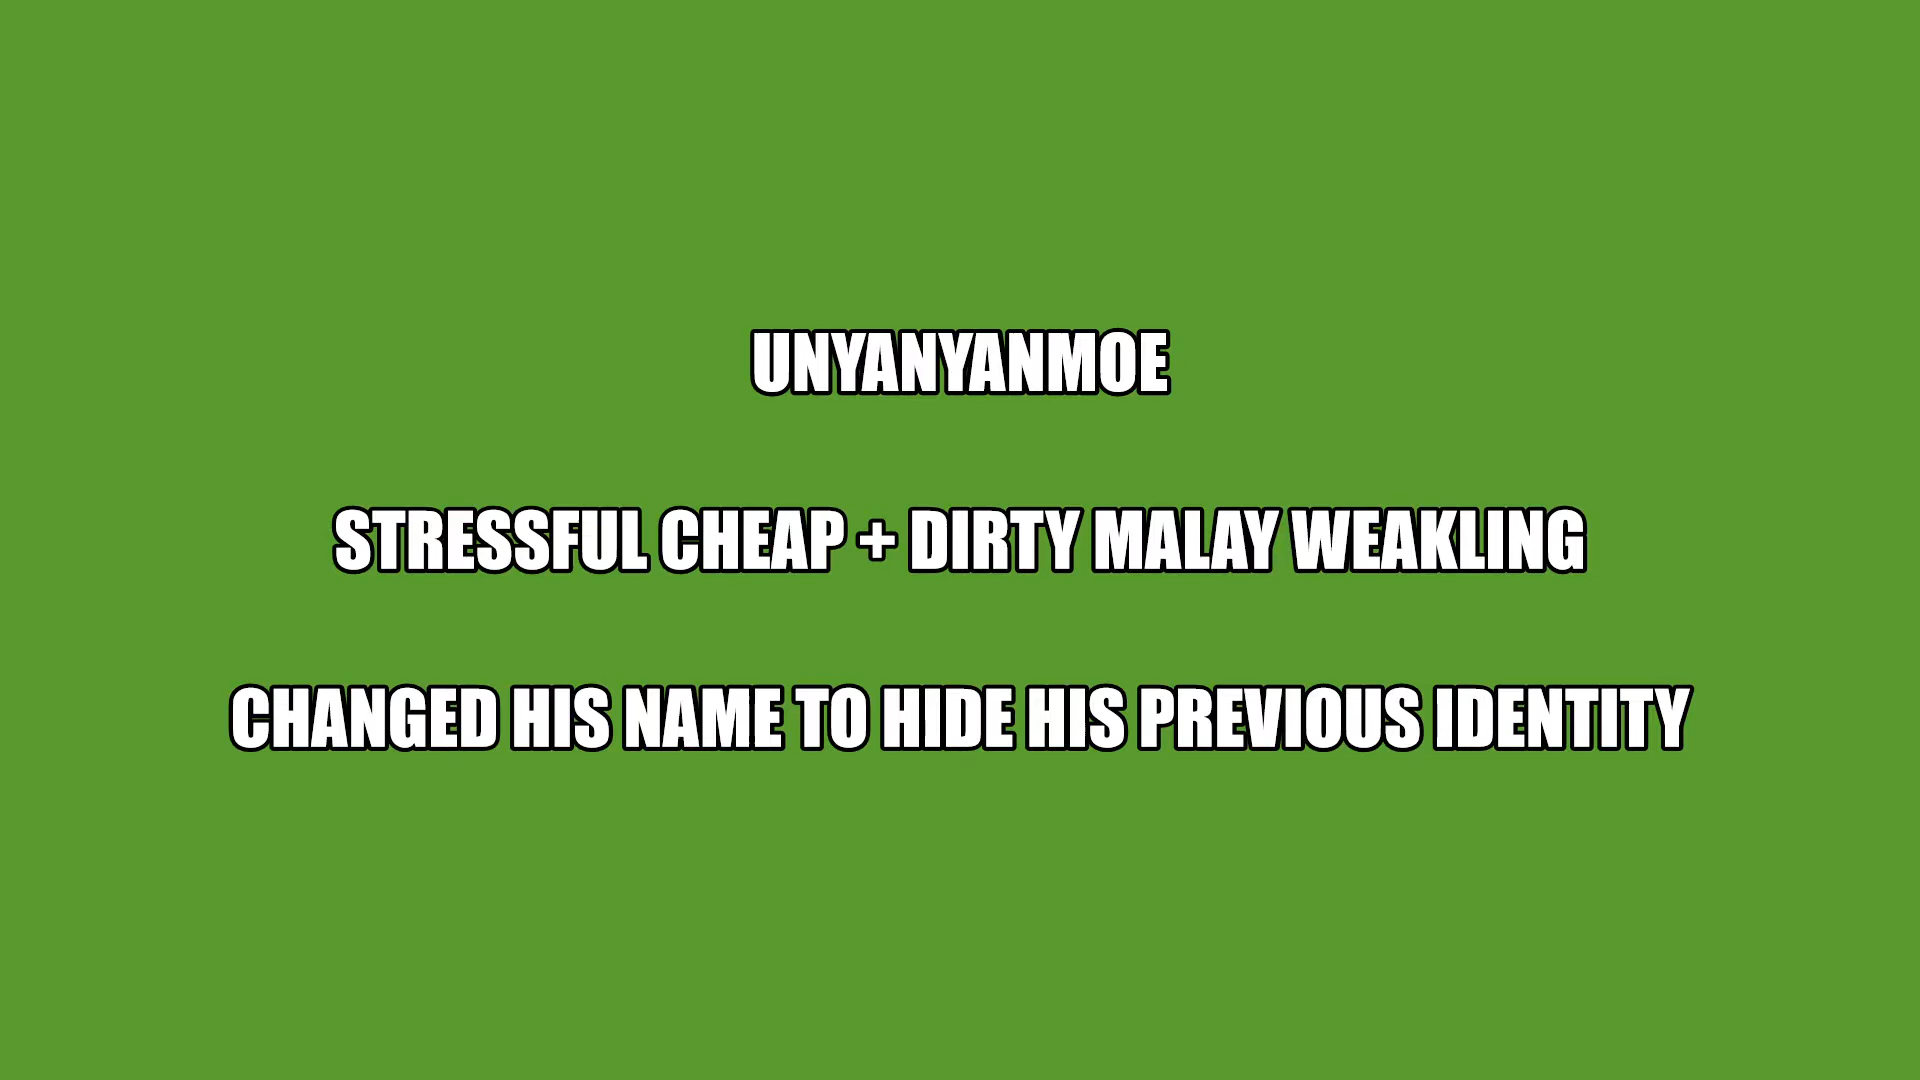 UNYANYANMOE
STRESSFUL CHEAP + DIRTY MALAY WEAKLING
CHANGED HIS NAME TO HIDE HIS PREVIOUS IDENTITY